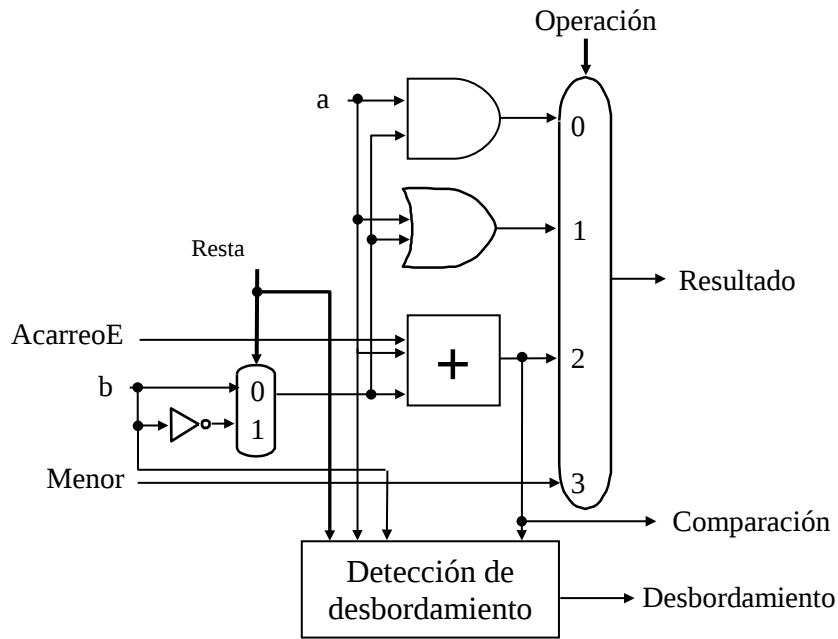 Operación
a
0
1
Resta
Resultado
AcarreoE
+
2
b
0
1
Menor
3
Comparación
Detección de
desbordamiento
Desbordamiento